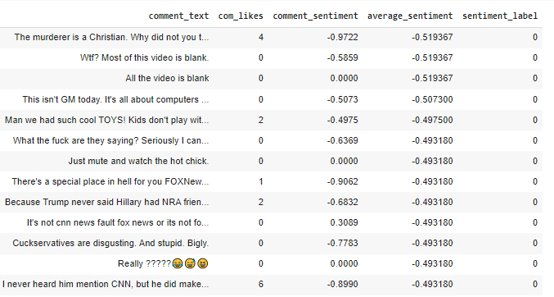 comment_text com_likes comment_sentiment average_sentiment sentiment_label
The murderer is a Christian. Why did not you t... 4 -0.9722 -0.519367 0
Wtf? Most of this video is blank. 0 -0.5859 -0.519367 0
All the video is blank 0 0.0000 -0.519367 0
This isn't GM today. It's all about computers ... 0 -0.5073 -0.507300 0
Man we had such cool TOYS! Kids don't play wit... 2 -0.4975 -0.497500 0
What the fuck are they saying? Seriously I can... 0 -0.6369 -0.493180 0
Just mute and watch the hot chick. 0 0.0000 -0.493180 0
There's a special place in hell for you FOXNew... 1 -0.9062 -0.493180 0
Because Trump never said Hillary had NRA frien... 2 -0.6832 -0.493180 0
It's not cnn news fault fox news or its not fo... 0 0.3089 -0.493180 0
Cuckservatives are disgusting. And stupid. Bigly. 0 -0.7783 -0.493180 0
Really ?????😂😂😂 0 0.0000 -0.493180 0
I never heard him mention CNN, but he did make... 6 -0.8990 -0.493180 0